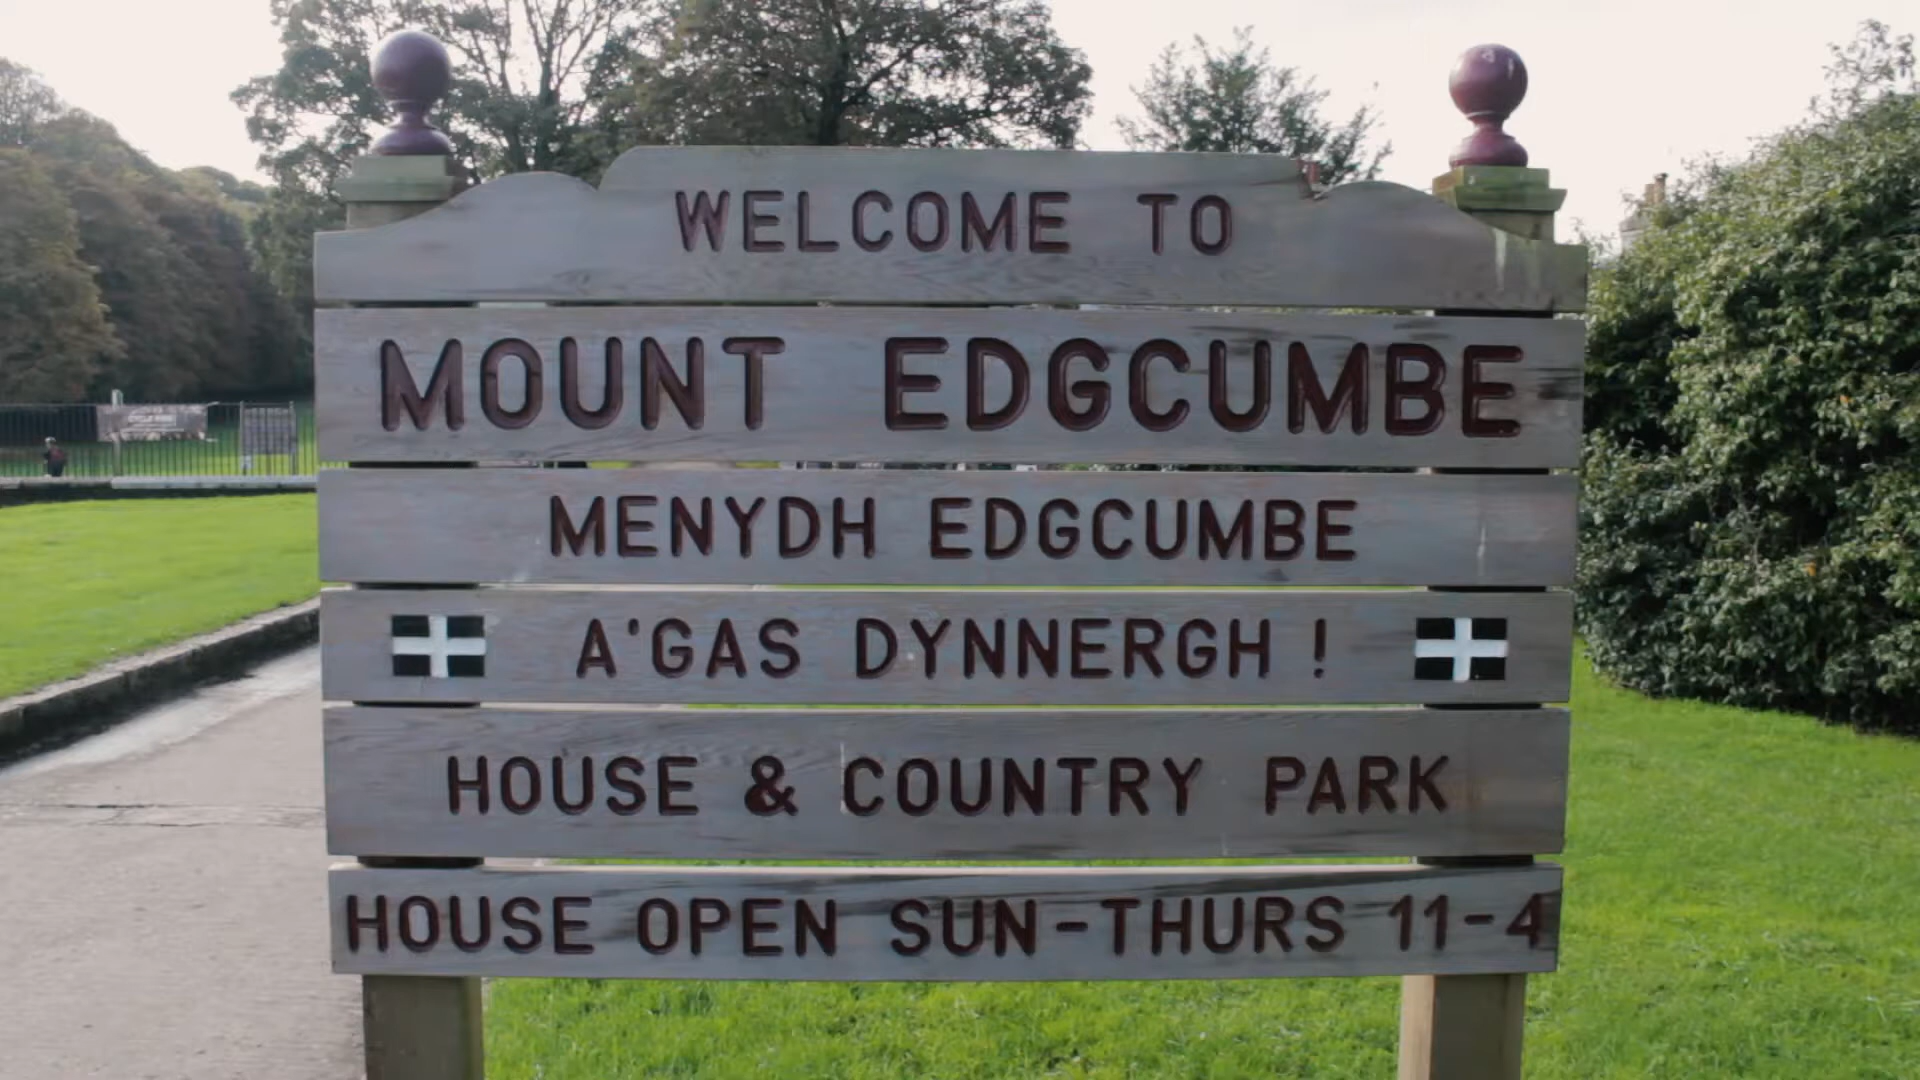 WELCOME TO
MOUNT EDGCUMBE
MENYDH EDGCUMBE
A'GAS DYNNERGH !
HOUSE & COUNTRY PARK
HOUSE OPEN SUN-THURS 11-4